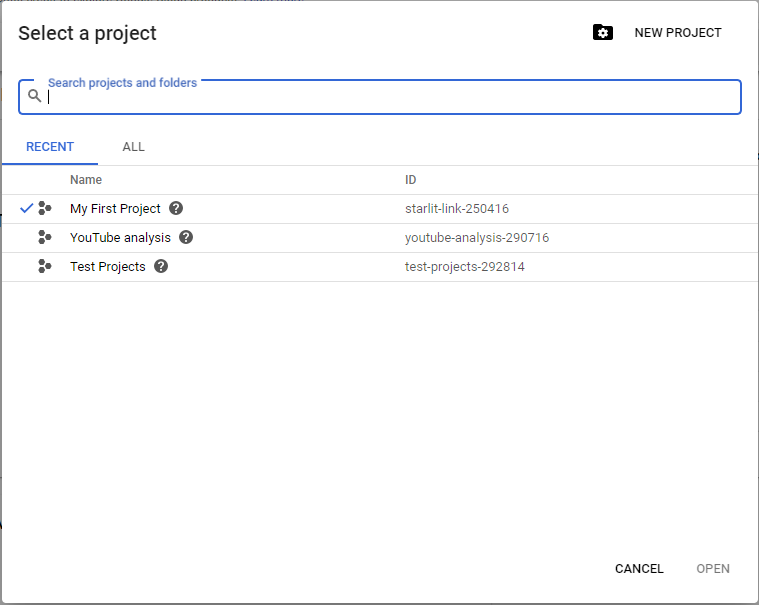 Select a project
NEW PROJECT
Search projects and folders
RECENT ALL
Name ID
My First Project starlit-link-250416
YouTube analysis youtube-analysis-290716
Test Projects test-projects-292814
CANCEL OPEN